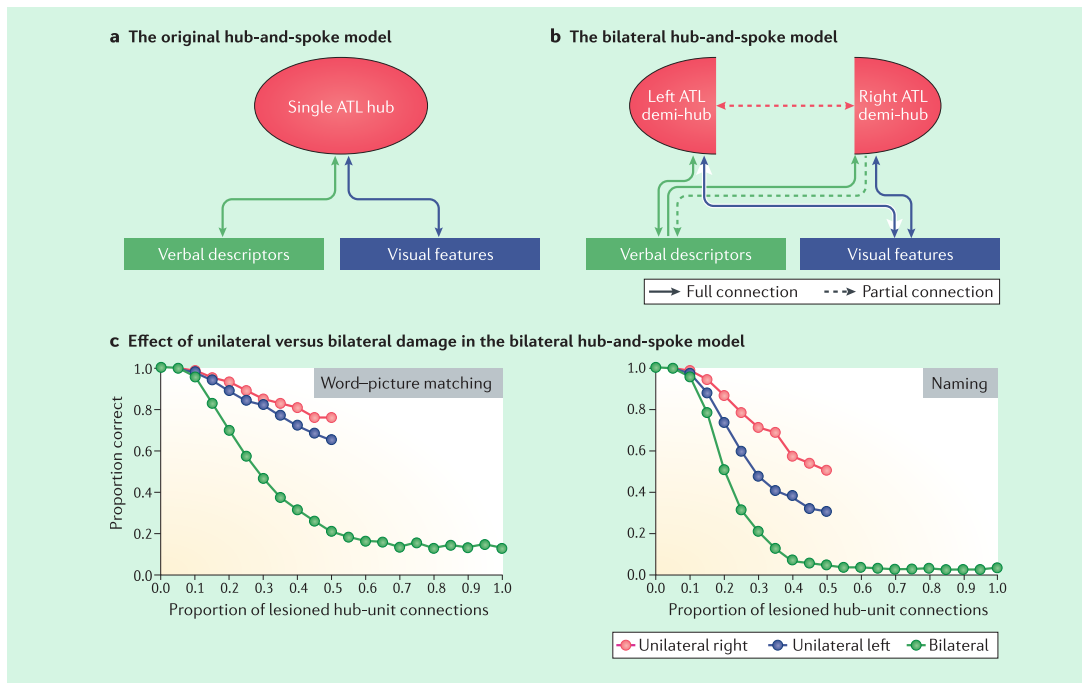 a The original hub-and-spoke model
Single ATL hub
Verbal descriptors
Visual features
b The bilateral hub-and-spoke model
Left ATL
demi-hub
Right ATL
demi-hub
Verbal descriptors
Visual features
Full connection
Partial connection
c Effect of unilateral versus bilateral damage in the bilateral hub-and-spoke model
Word–picture matching
Proportion correct
1.0
0.8
0.6
0.4
0.2
0.0
0.0 0.1 0.2 0.3 0.4 0.5 0.6 0.7 0.8 0.9 1.0
Proportion of lesioned hub-unit connections
Naming
1.0
0.8
0.6
0.4
0.2
0.0
0.0 0.1 0.2 0.3 0.4 0.5 0.6 0.7 0.8 0.9 1.0
Proportion of lesioned hub-unit connections
Unilateral right
Unilateral left
Bilateral